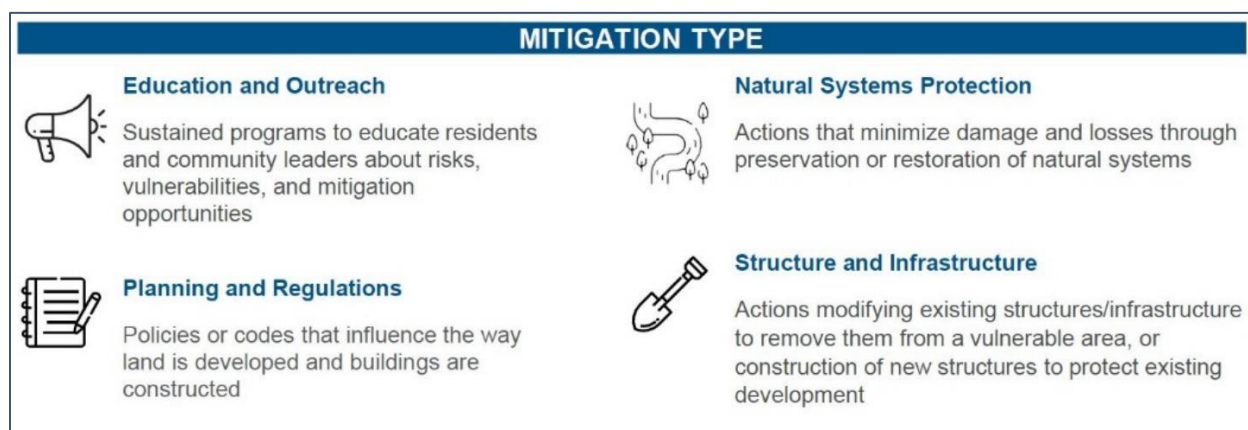 MITIGATION TYPE
Education and Outreach
Sustained programs to educate residents
and community leaders about risks,
vulnerabilities, and mitigation
opportunities
Planning and Regulations
Policies or codes that influence the way
land is developed and buildings are
constructed
Natural Systems Protection
Actions that minimize damage and losses through
preservation or restoration of natural systems
Structure and Infrastructure
Actions modifying existing structures/infrastructure
to remove them from a vulnerable area, or
construction of new structures to protect existing
development